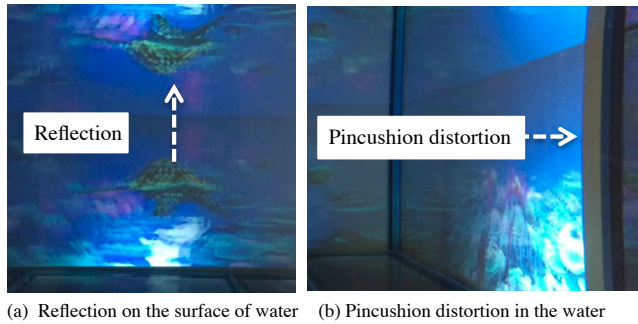 Reflection
Pincushion distortion
(a) Reflection on the surface of water
(b) Pincushion distortion in the water